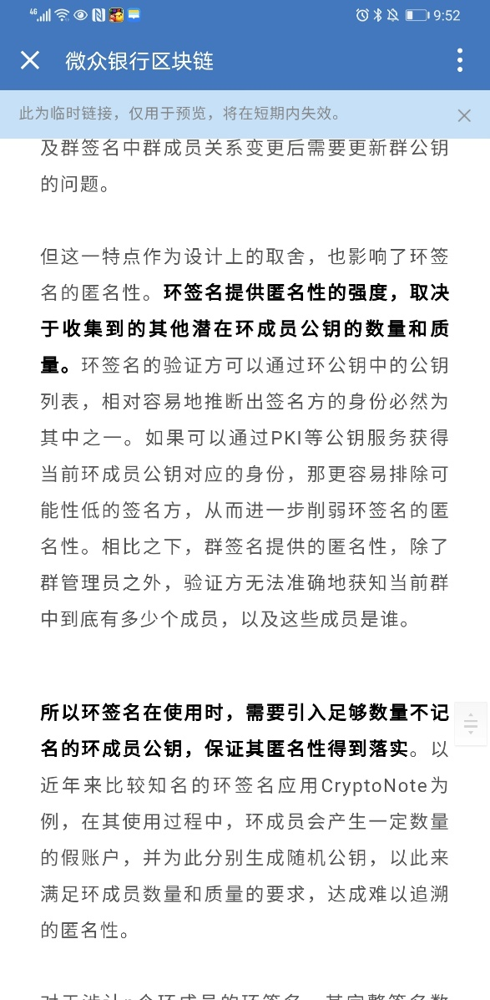 4G
9:52
微众银行区块链
此为临时链接，仅用于预览，将在短期内失效。
及群签名中群成员关系变更后需要更新群公钥
的问题。
但这一特点作为设计上的取舍，也影响了环签
名的匿名性。环签名提供匿名性的强度，取决
于收集到的其他潜在环成员公钥的数量和质
量。环签名的验证方可以通过环公钥中的公钥
列表，相对容易地推断出签名方的身份必然为
其中之一。如果可以通过PKI等公钥服务获得
当前环成员公钥对应的身份，那更容易排除可
能性低的签名方，从而进一步削弱环签名的匿
名性。相比之下，群签名提供的匿名性，除了
群管理员之外，验证方无法准确地获知当前群
中到底有多少个成员，以及这些成员是谁。
所以环签名在使用时，需要引入足够数量不记
名的环成员公钥，保证其匿名性得到落实。以
近年来比较知名的环签名应用CryptoNote为
例，在其使用过程中，环成员会产生一定数量
的假账户，并为此分别生成随机公钥，以此来
满足环成员数量和质量的要求，达成难以追溯
的匿名性。